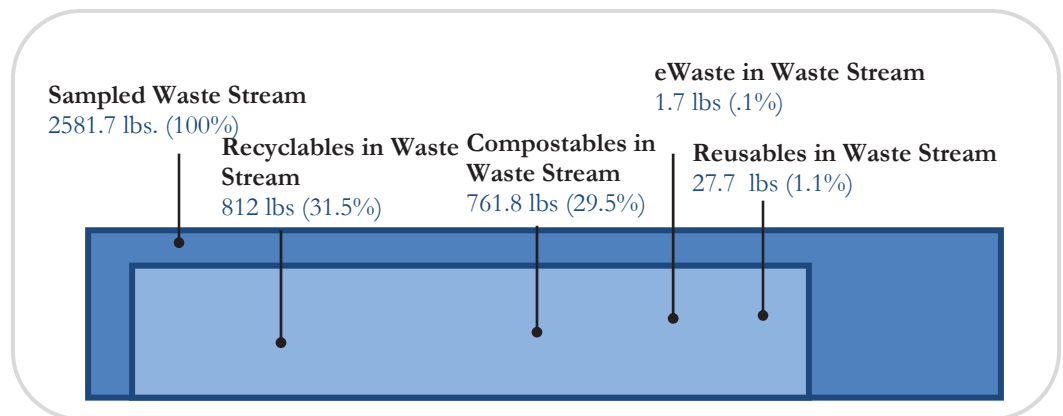 Sampled Waste Stream
2581.7 lbs. (100%)
Recyclables in Waste
Stream
812 lbs (31.5%)
Compostables in
Waste Stream
761.8 lbs (29.5%)
eWaste in Waste Stream
1.7 lbs (.1%)
Reusables in Waste Stream
27.7 lbs (1.1%)